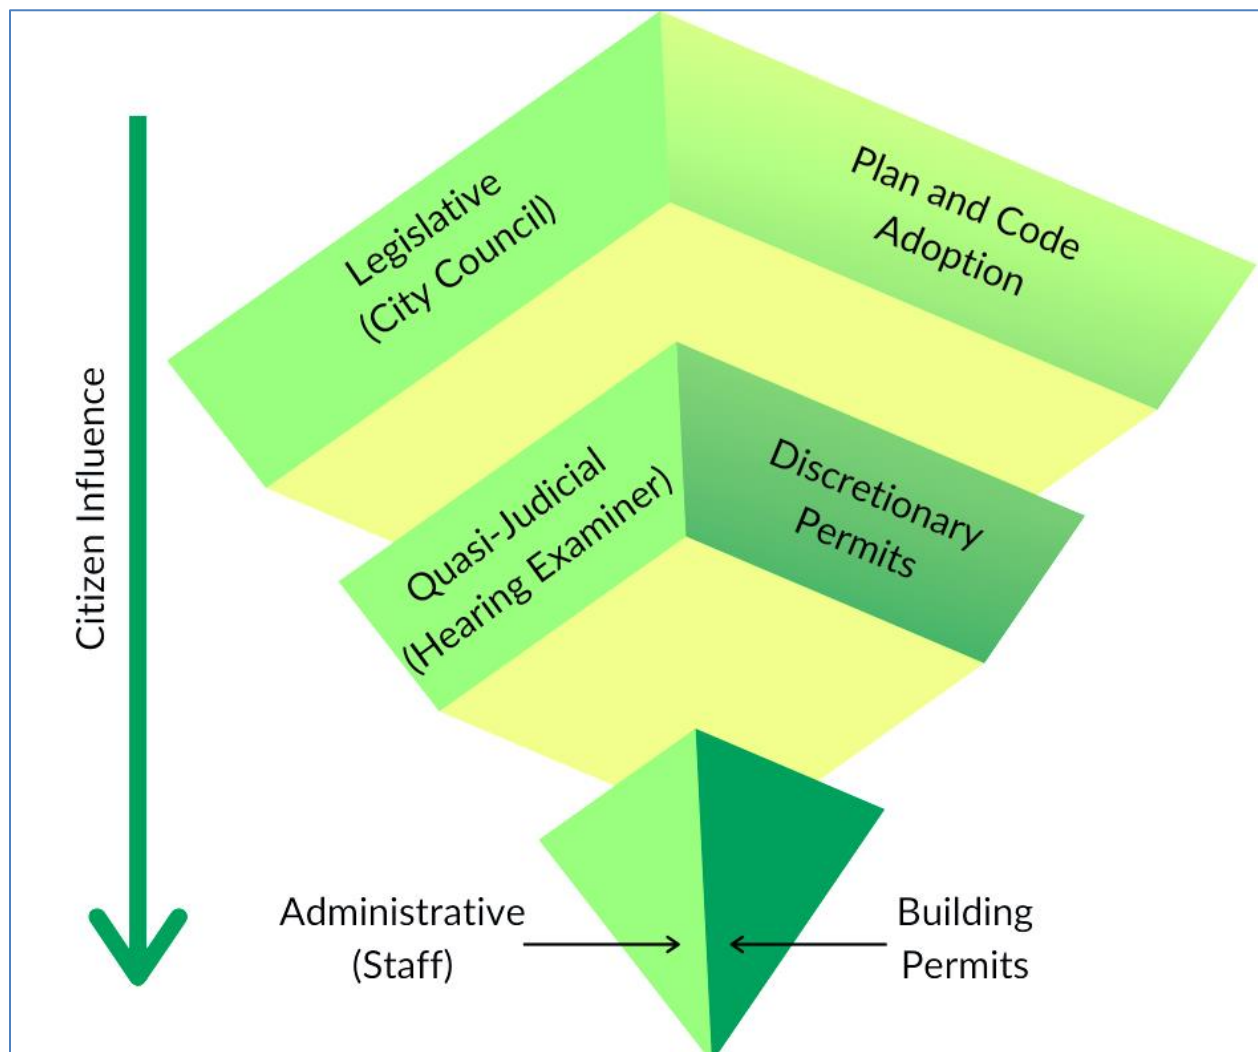 Citizen Influence
Legislative
(City Council)
Plan and Code
Adoption
Quasi-Judicial
(Hearing Examiner)
Discretionary
Permits
Administrative
(Staff)
Building
Permits